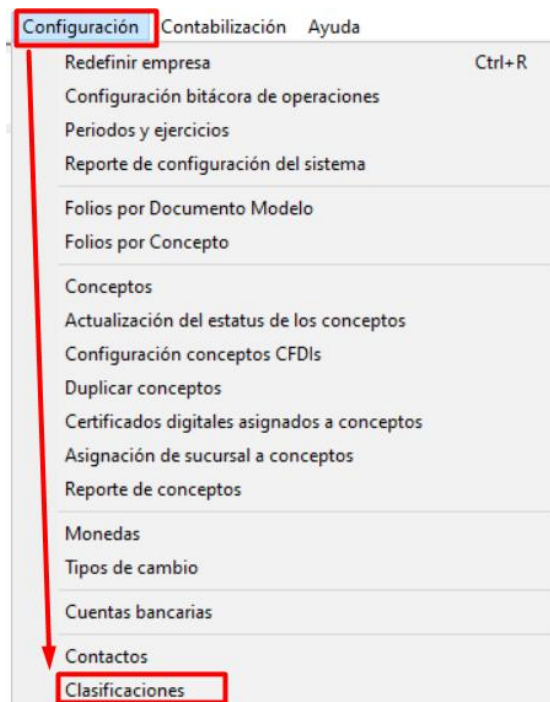 Configuración Contabilización Ayuda
Redefinir empresa Ctrl+R
Configuración bitácora de operaciones
Periodos y ejercicios
Reporte de configuración del sistema
Folios por Documento Modelo
Folios por Concepto
Conceptos
Actualización del estatus de los conceptos
Configuración conceptos CFDIs
Duplicar conceptos
Certificados digitales asignados a conceptos
Asignación de sucursal a conceptos
Reporte de conceptos
Monedas
Tipos de cambio
Cuentas bancarias
Contactos
Clasificaciones